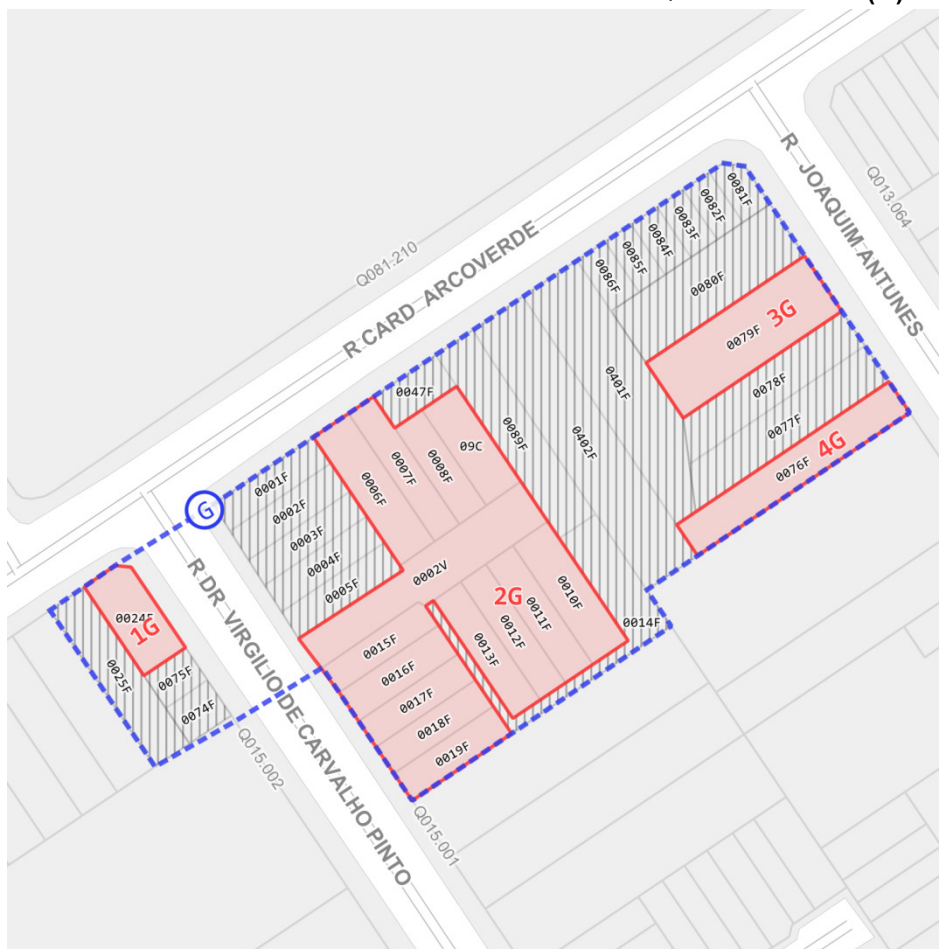 R JOAQUIM ANTUNES
Q013.064
R CARD ARCOVERDE
Q081.210
0081F
0082F
0083F
0084F
0085F
0086F
0080F
0079F
3G
0078F
0077F
0076F
4G
0401F
0402F
0089F
0047F
09C
0008F
0007F
0006F
0001F
0002F
0003F
0004F
0005F
G
0002V
2G
0010F
0011F
0012F
0013F
0014F
0015F
0016F
0017F
0018F
0019F
0024F
1G
0025F
0075F
0074F
R DR VIRGILIO DE CARVALHO PINTO
Q015.002
Q015.001